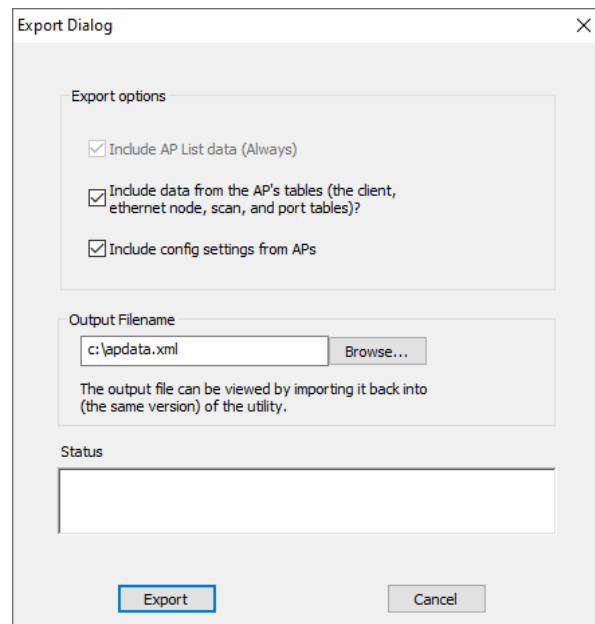 Export Dialog
Export options
Include AP List data (Always)
Include data from the AP's tables (the client,
ethernet node, scan, and port tables)?
Include config settings from APs
Output Filename
c:\apdata.xml
Browse...
The output file can be viewed by importing it back into
(the same version) of the utility.
Status
Export
Cancel